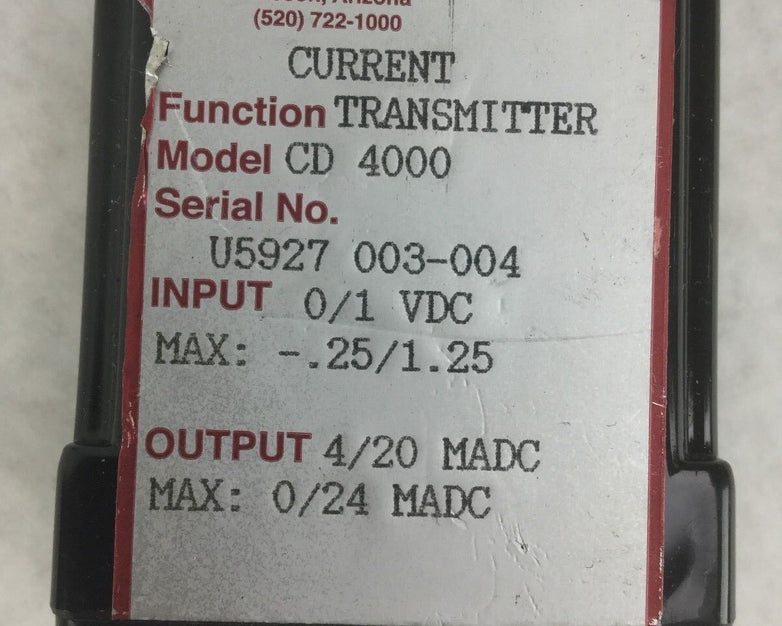 Arizona
(520) 722-1000
CURRENT
Function TRANSMITTER
Model CD 4000
Serial No.
U5927 003-004
INPUT 0/1 VDC
MAX: -.25/1.25
OUTPUT 4/20 MADC
MAX: 0/24 MADC